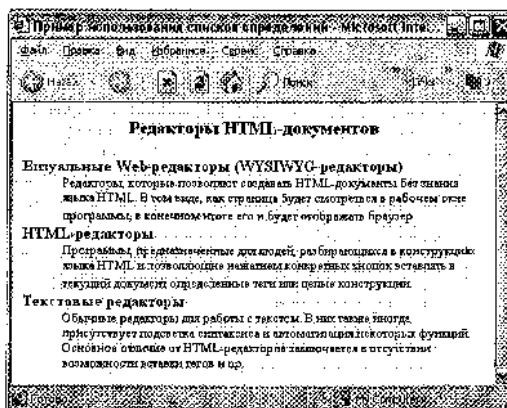 Пример использования списков определений - Microsoft Inte...
Файл Правка Вид Избранное Сервис Справка
Назад Поиск
Редакторы HTML-документов
Визуальные Web-редакторы (WYSIWYG-редакторы)
Редакторы, которые позволяют создавать HTML-документы без знания
языка HTML. В том виде, как страница будет смотреться в рабочем окне
программы, в конечном итоге его и будет отображать браузер
HTML-редакторы
Программы, предназначенные для людей, разбирающихся в конструкциях
языка HTML и позволяющие нажатием конкретных кнопок вставлять в
текущий документ определенные теги или целые конструкции.
Текстовые редакторы
Обычные редакторы для работы с текстом. В них также иногда
присутствует подсветка синтаксиса и автоматизация некоторых функций.
Основное отличие от HTML-редакторов заключается в отсутствии
возможности вставки тегов и пр.
Готово My Computer